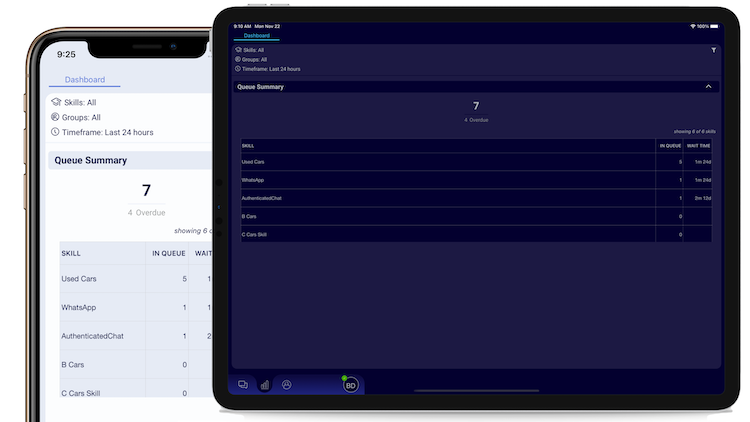 9:25
Dashboard
Skills: All
Groups: All
Timeframe: Last 24 hours
Queue Summary
7
4 Overdue
showing 6 o
SKILL IN QUEUE WAIT
Used Cars 5 1
WhatsApp 1 1
AuthenticatedChat 1 2
B Cars 0
C Cars Skill 0
9:19 AM Mon Nov 22 100%
Dashboard
Skills: All
Groups: All
Timeframe: Last 24 hours
Queue Summary
7
4 Overdue
showing 6 of 6 skills
SKILL IN QUEUE WAIT TIME
Used Cars 5 1m 24d
WhatsApp 1 1m 24d
AuthenticatedChat 1 2m 12d
B Cars 0
C Cars Skill 0
BD